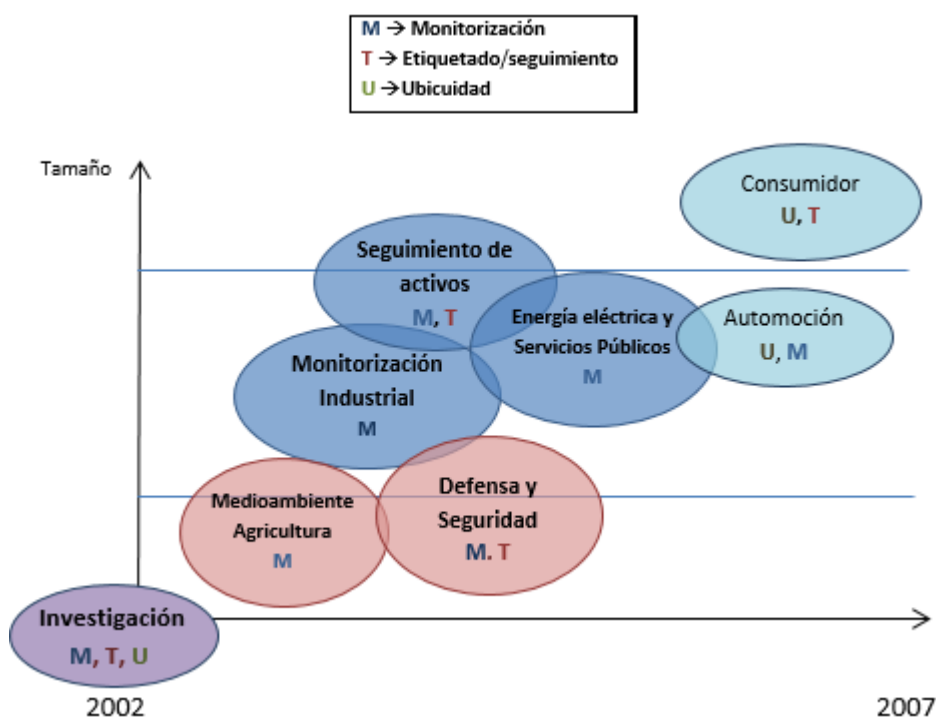 M → Monitorización
T → Etiquetado/seguimiento
U →Ubicuidad
Tamaño
Consumidor
U, T
Seguimiento de
activos
M, T
Energía eléctrica y
Servicios Públicos
M
Automoción
U, M
Monitorización
Industrial
M
Medioambiente
Agricultura
M
Defensa y
Seguridad
M. T
Investigación
M, T, U
2002
2007